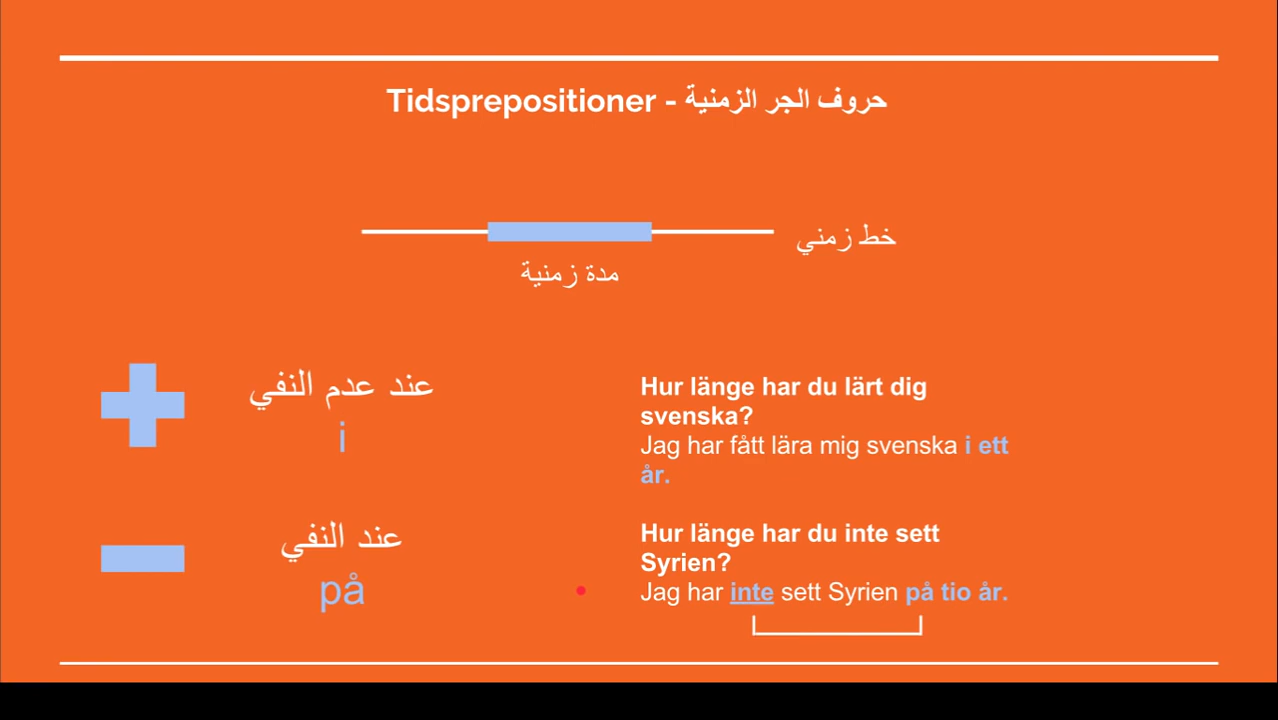 Tidsprepositioner - حروف الجر الزمنية
خط زمني
مدة زمنية
عند عدم النفي
i
Hur länge har du lärt dig
svenska?
Jag har fått lära mig svenska i ett
år.
عند النفي
på
Hur länge har du inte sett
Syrien?
Jag har inte sett Syrien på tio år.